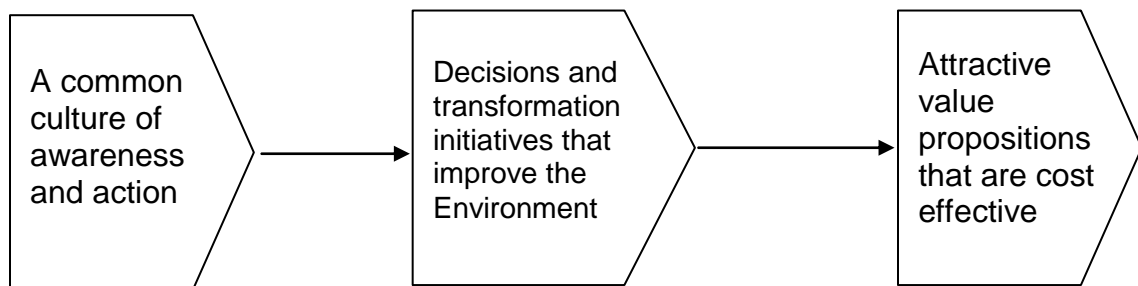 A common
culture of
awareness
and action
Decisions and
transformation
initiatives that
improve the
Environment
Attractive
value
propositions
that are cost
effective